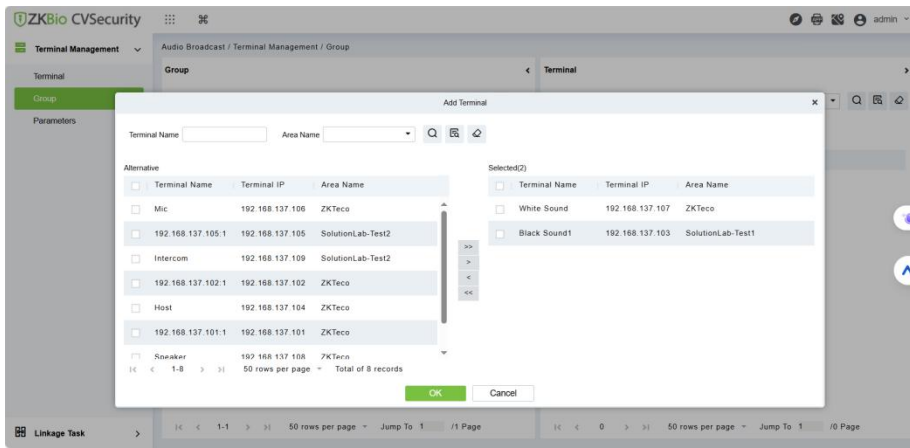 ZKBio CVSecurity
admin
Terminal Management
Audio Broadcast / Terminal Management / Group
Terminal
Group
Parameters
Group
Terminal
Add Terminal
Terminal Name
Area Name
Alternative
Terminal Name Terminal IP Area Name
Mic 192.168.137.106 ZKTeco
192.168.137.105:1 192.168.137.105 SolutionLab-Test2
Intercom 192.168.137.109 SolutionLab-Test2
192.168.137.102:1 192.168.137.102 ZKTeco
Host 192.168.137.104 ZKTeco
192.168.137.101:1 192.168.137.101 ZKTeco
Speaker 192.168.137.108 ZKTeco
1-8 50 rows per page Total of 8 records
>>
>
<
<<
Selected(2)
Terminal Name Terminal IP Area Name
White Sound 192.168.137.107 ZKTeco
Black Sound1 192.168.137.103 SolutionLab-Test1
OK Cancel
Linkage Task
1-1 50 rows per page Jump To 1 /1 Page
0 50 rows per page Jump To 1 /0 Page